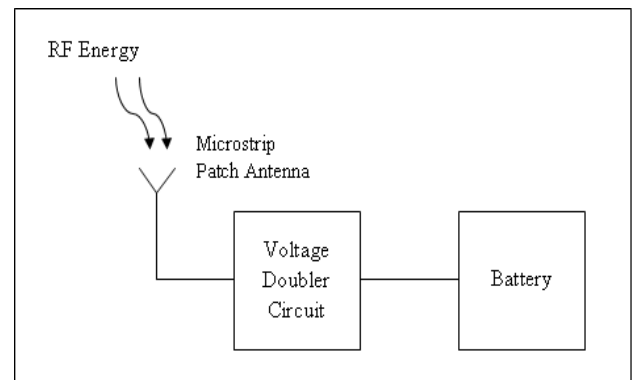 RF Energy
Microstrip
Patch Antenna
Voltage
Doubler
Circuit
Battery